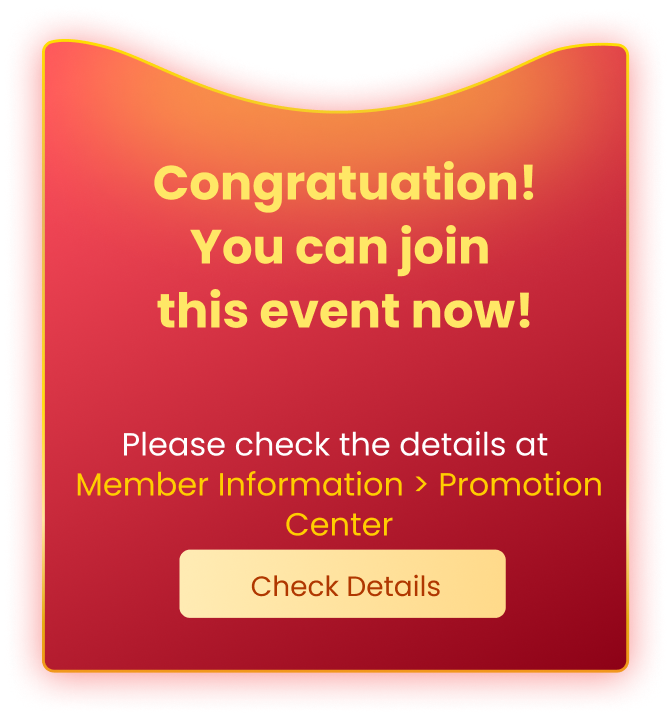 Congratuation!
You can join
this event now!
Please check the details at
Member Information > Promotion
Center
Check Details